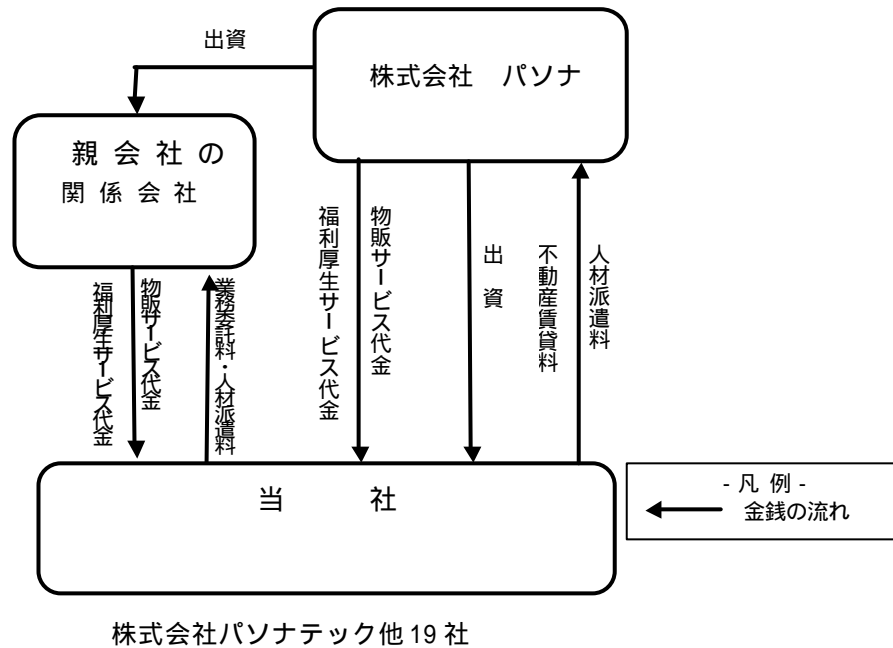 出資
株式会社　パソナ
親 会 社 の
関 係 会 社
物販サービス代金
福利厚生サービス代金
業務委託料・人材派遣料
物販サービス代金
福利厚生サービス代金
出　資
人材派遣料
不動産賃貸料
当　　社
- 凡 例 -
金銭の流れ
株式会社パソナテック他 19 社